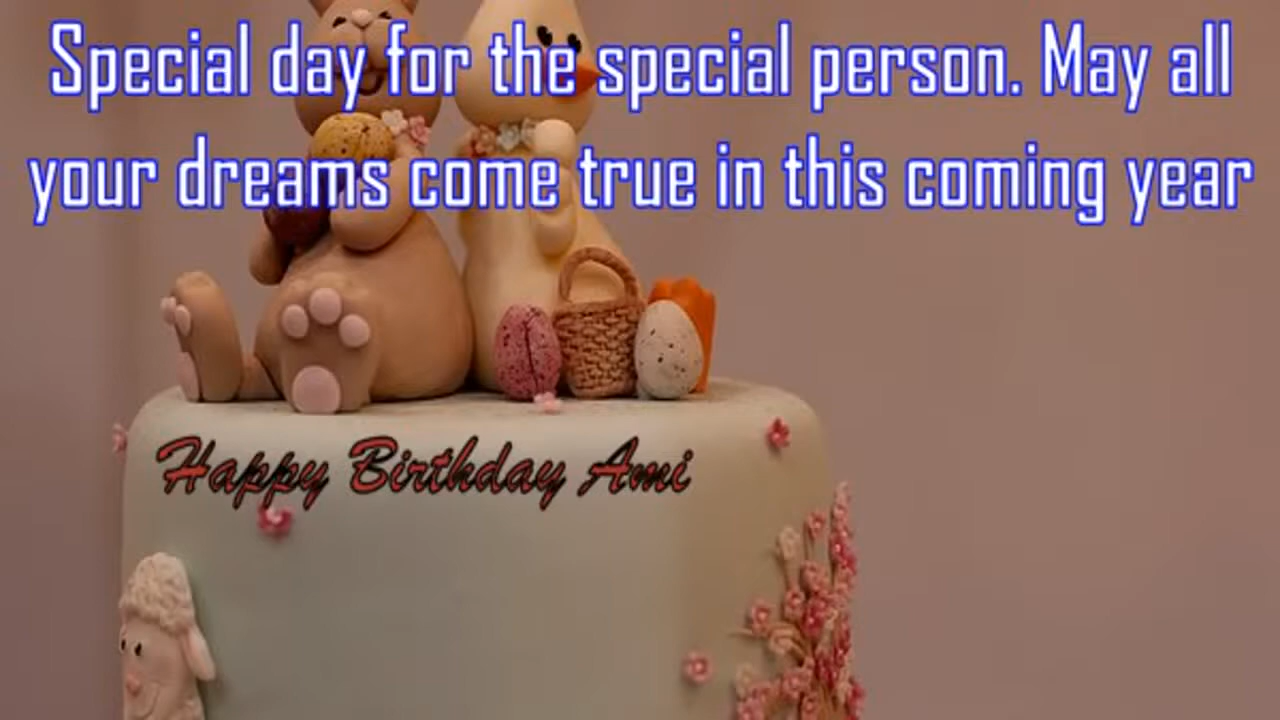 Special day for the special person. May all
your dreams come true in this coming year
Happy Birthday Ami